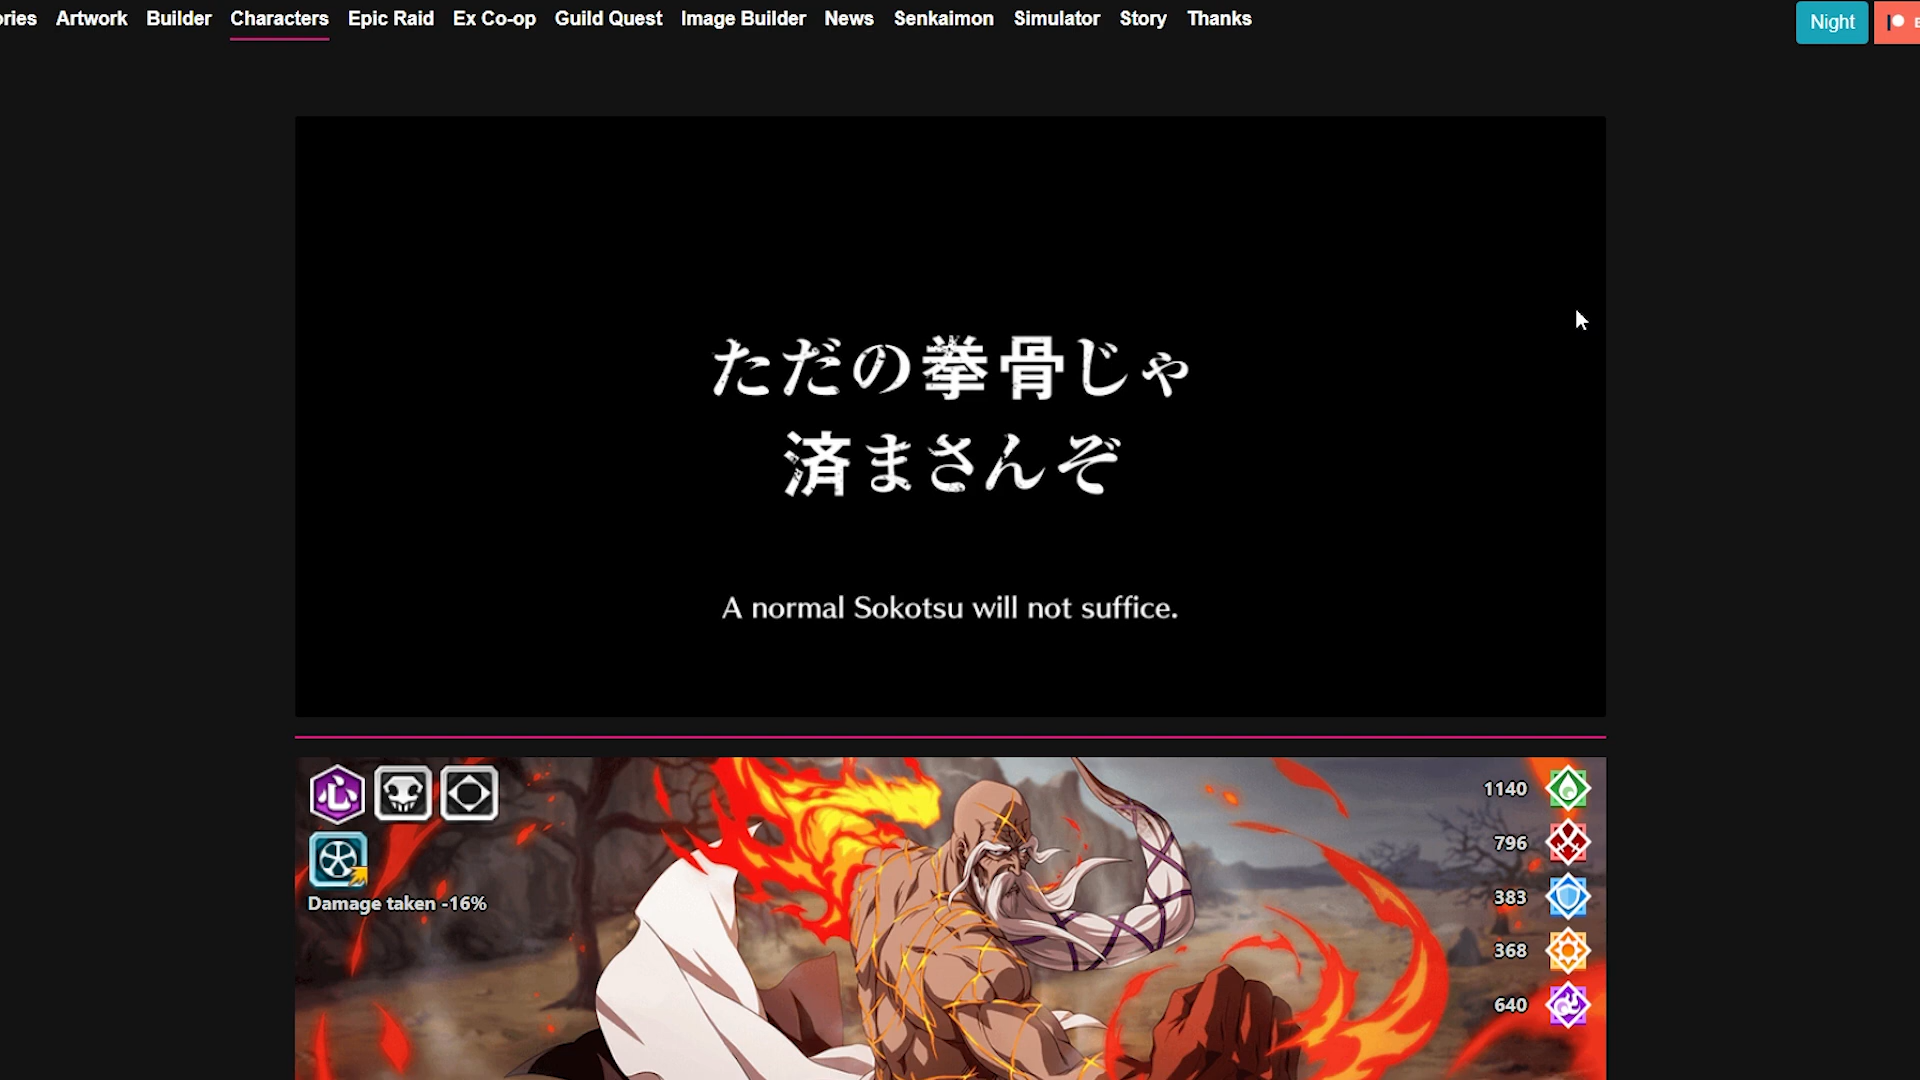 ories Artwork Builder Characters Epic Raid Ex Co-op Guild Quest Image Builder News Senkaimon Simulator Story Thanks Night
ただの拳骨じゃ
済まさんぞ
A normal Sokotsu will not suffice.
1140
796
Damage taken -16%
383
368
640